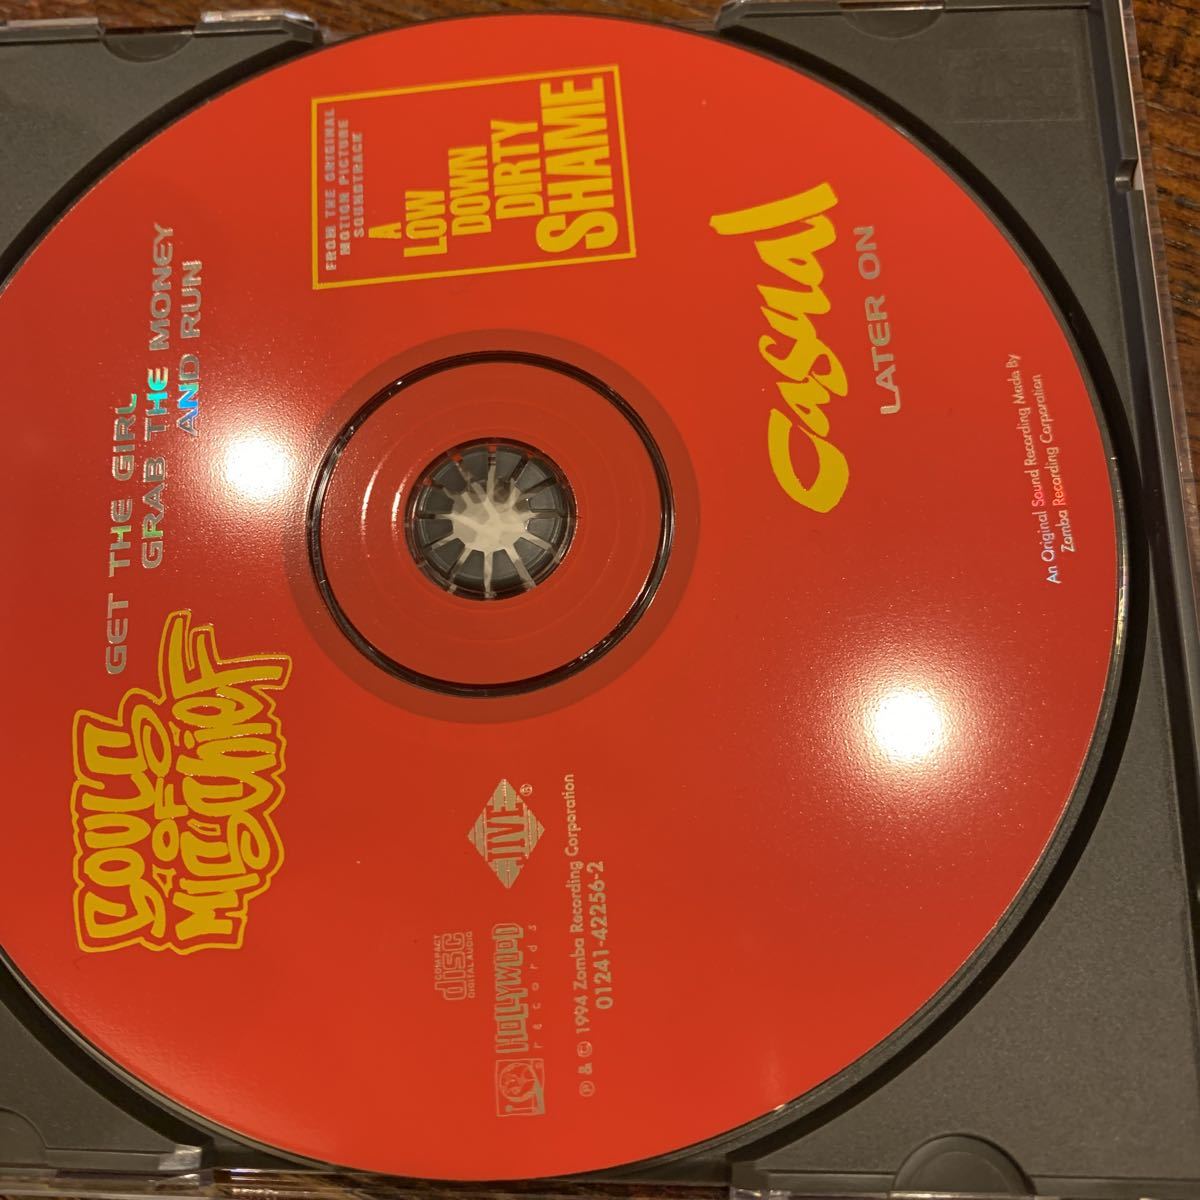 SOULS
OF
MISCHIEF
GET THE GIRL
GRAB THE MONEY
AND RUN
FROM THE ORIGINAL
MOTION PICTURE
SOUNDTRACK
A
LOW
DOWN
DIRTY
SHAME
COMPACT
disc
DIGITAL AUDIO
HOLLYWOOD
records
JIVE®
℗ & © 1994 Zomba Recording Corporation
01241-42256-2
Casual
LATER ON
An Original Sound Recording Made By
Zomba Recording Corporation